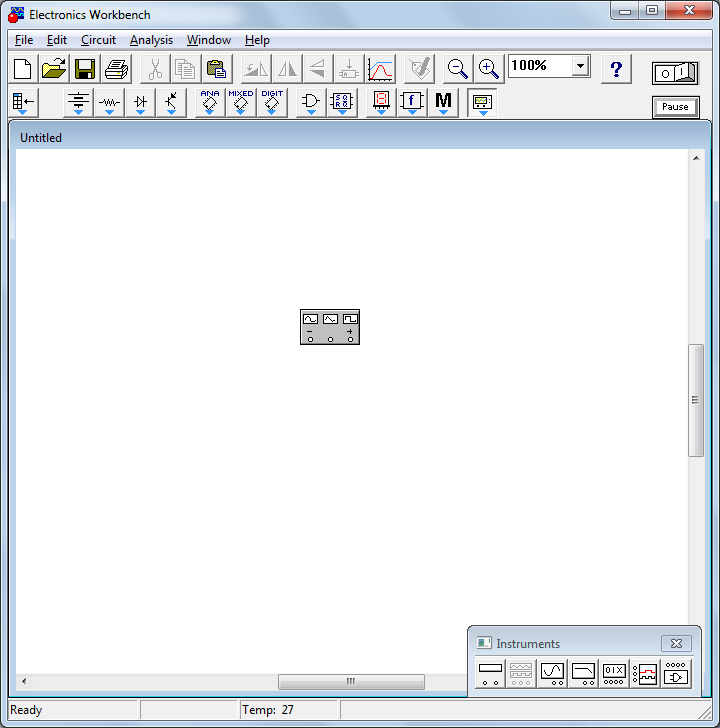 Electronics Workbench
File Edit Circuit Analysis Window Help
100% ?
ANA MIXED DIGIT f M
Pause
Untitled
− +
Instruments
Ready Temp: 27